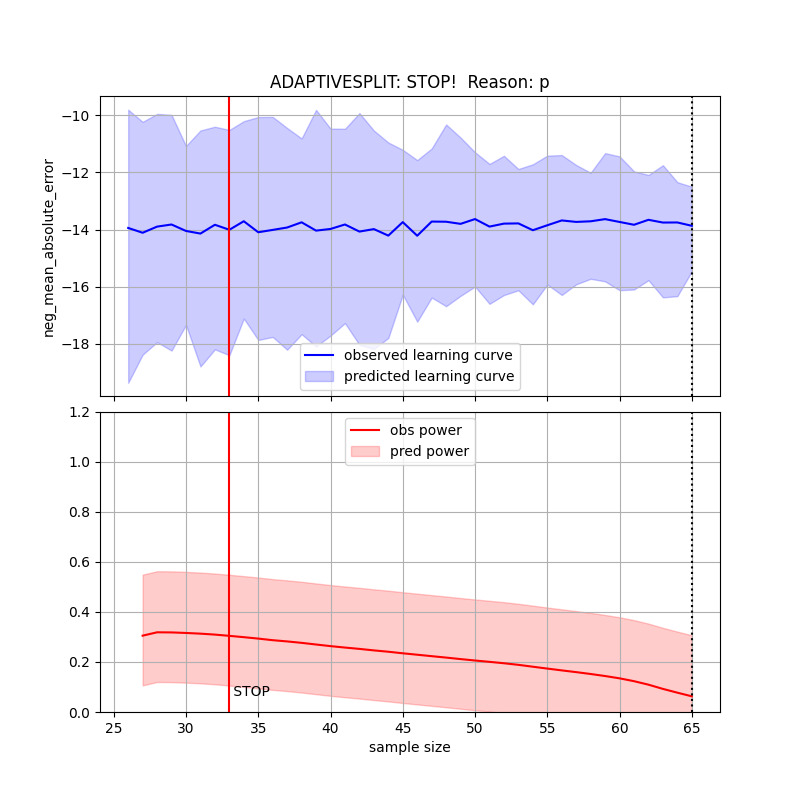 ADAPTIVESPLIT: STOP!  Reason: p
neg_mean_absolute_error
−10
−12
−14
−16
−18
observed learning curve
predicted learning curve
1.2
1.0
0.8
0.6
0.4
0.2
0.0
obs power
pred power
STOP
25 30 35 40 45 50 55 60 65
sample size